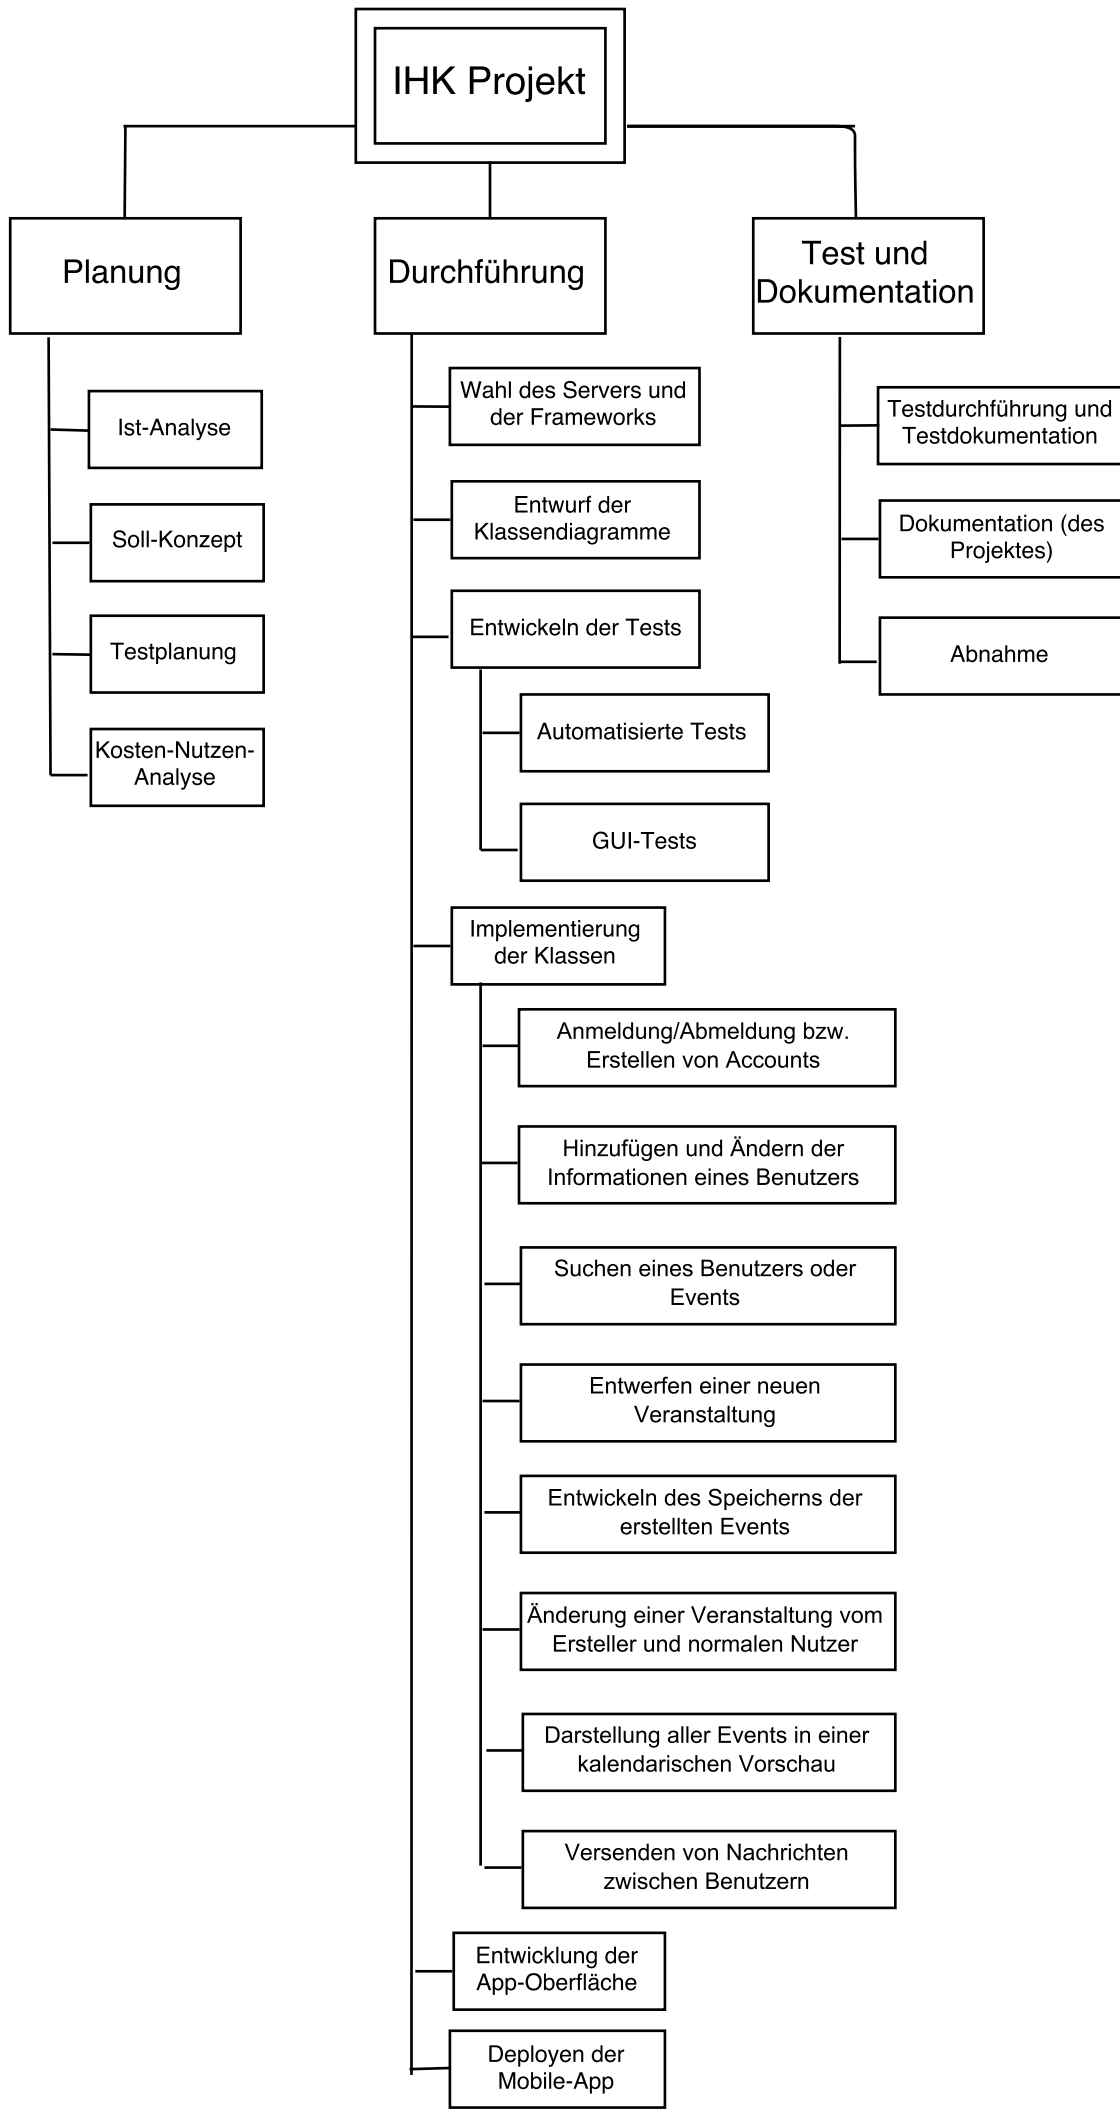 IHK Projekt
Planung
Ist-Analyse
Soll-Konzept
Testplanung
Kosten-Nutzen-
Analyse
Durchführung
Wahl des Servers und
der Frameworks
Entwurf der
Klassendiagramme
Entwickeln der Tests
Automatisierte Tests
GUI-Tests
Implementierung
der Klassen
Anmeldung/Abmeldung bzw.
Erstellen von Accounts
Hinzufügen und Ändern der
Informationen eines Benutzers
Suchen eines Benutzers oder
Events
Entwerfen einer neuen
Veranstaltung
Entwickeln des Speicherns der
erstellten Events
Änderung einer Veranstaltung vom
Ersteller und normalen Nutzer
Darstellung aller Events in einer
kalendarischen Vorschau
Versenden von Nachrichten
zwischen Benutzern
Entwicklung der
App-Oberfläche
Deployen der
Mobile-App
Test und
Dokumentation
Testdurchführung und
Testdokumentation
Dokumentation (des
Projektes)
Abnahme